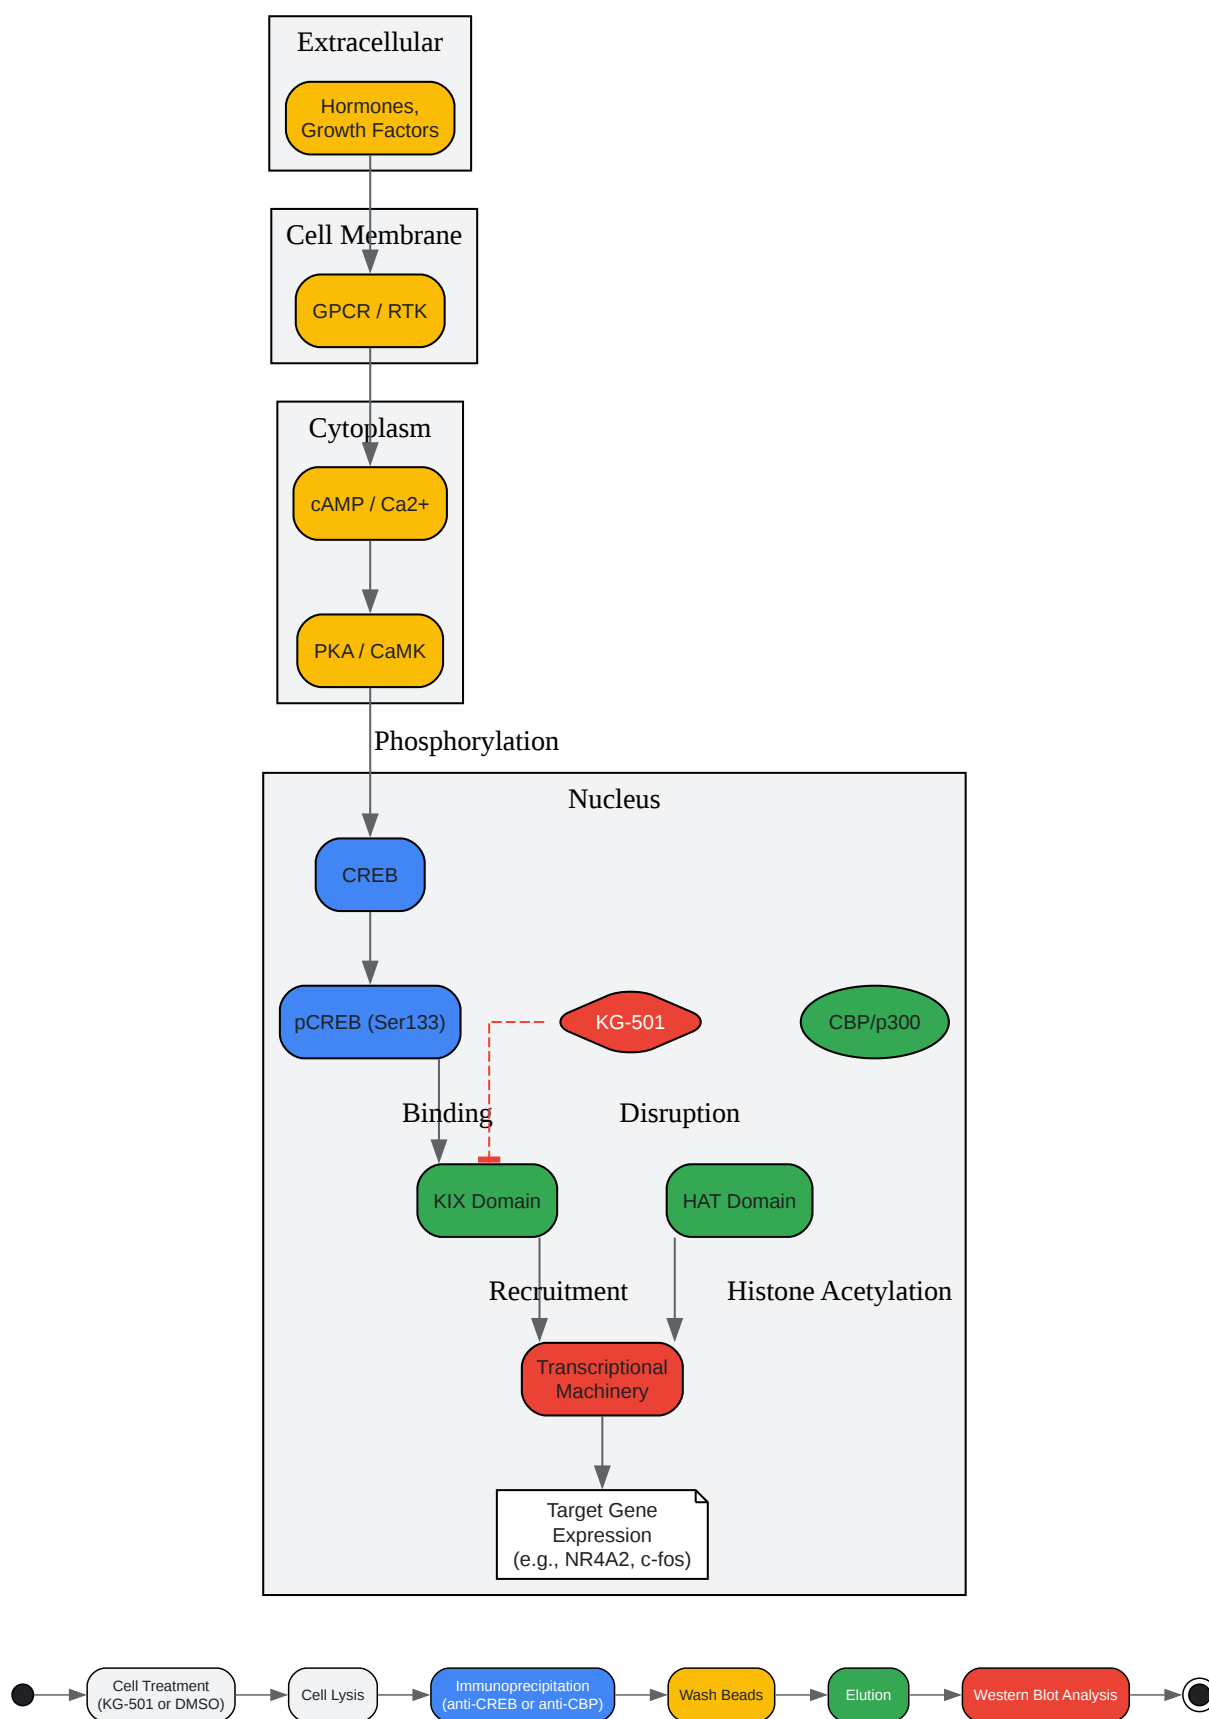 Extracellular
Hormones,
Growth Factors
Cell Membrane
GPCR / RTK
Cytoplasm
cAMP / Ca2+
PKA / CaMK
Phosphorylation
Nucleus
CREB
pCREB (Ser133)
KG-501
CBP/p300
Binding
Disruption
KIX Domain
HAT Domain
Recruitment
Histone Acetylation
Transcriptional
Machinery
Target Gene
Expression
(e.g., NR4A2, c-fos)
Cell Treatment
(KG-501 or DMSO)
Cell Lysis
Immunoprecipitation
(anti-CREB or anti-CBP)
Wash Beads
Elution
Western Blot Analysis